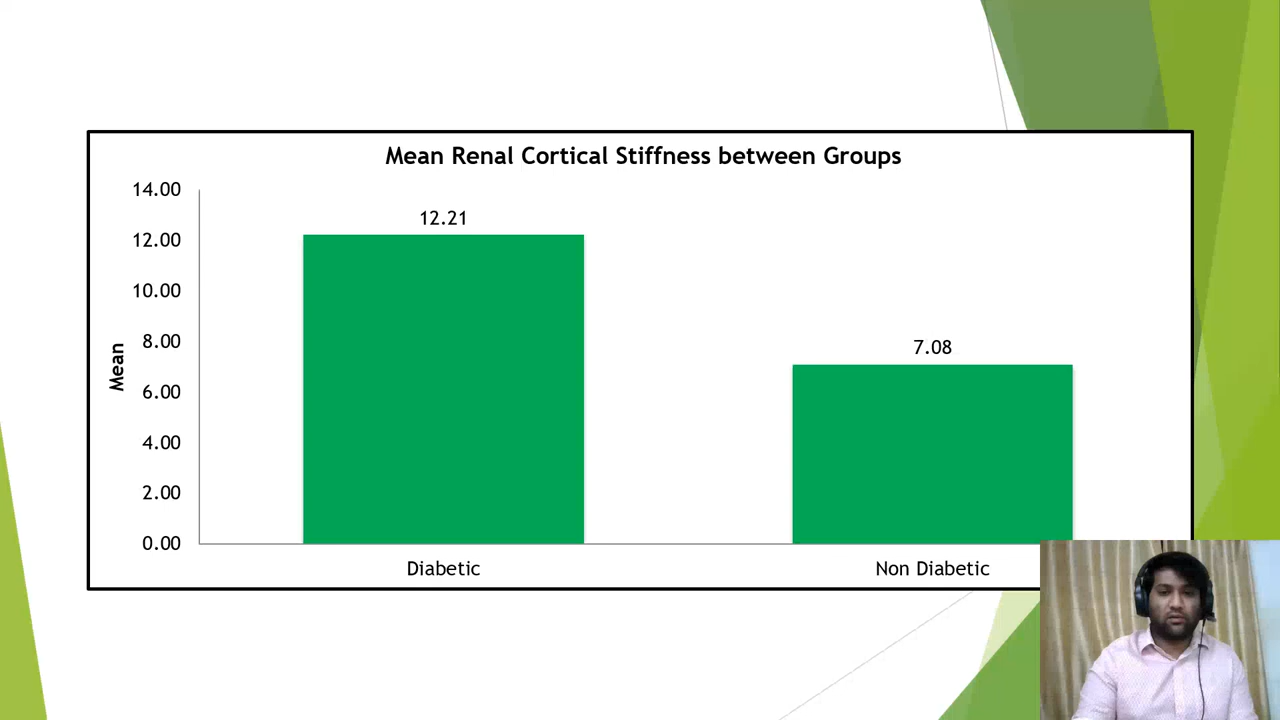 Mean Renal Cortical Stiffness between Groups
14.00
12.00
10.00
8.00
6.00
4.00
2.00
0.00
Mean
12.21
7.08
Diabetic
Non Diabetic